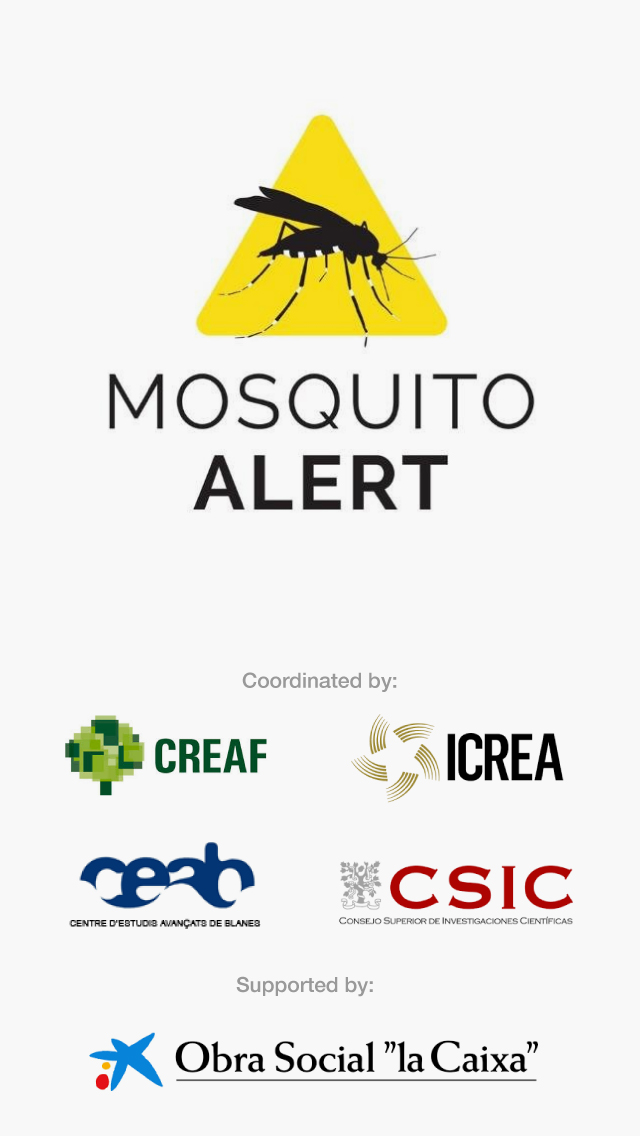 MOSQUITO
ALERT
Coordinated by:
CREAF
ICREA
ceab
CENTRE D'ESTUDIS AVANÇATS DE BLANES
CSIC
CONSEJO SUPERIOR DE INVESTIGACIONES CIENTÍFICAS
Supported by:
Obra Social "la Caixa"